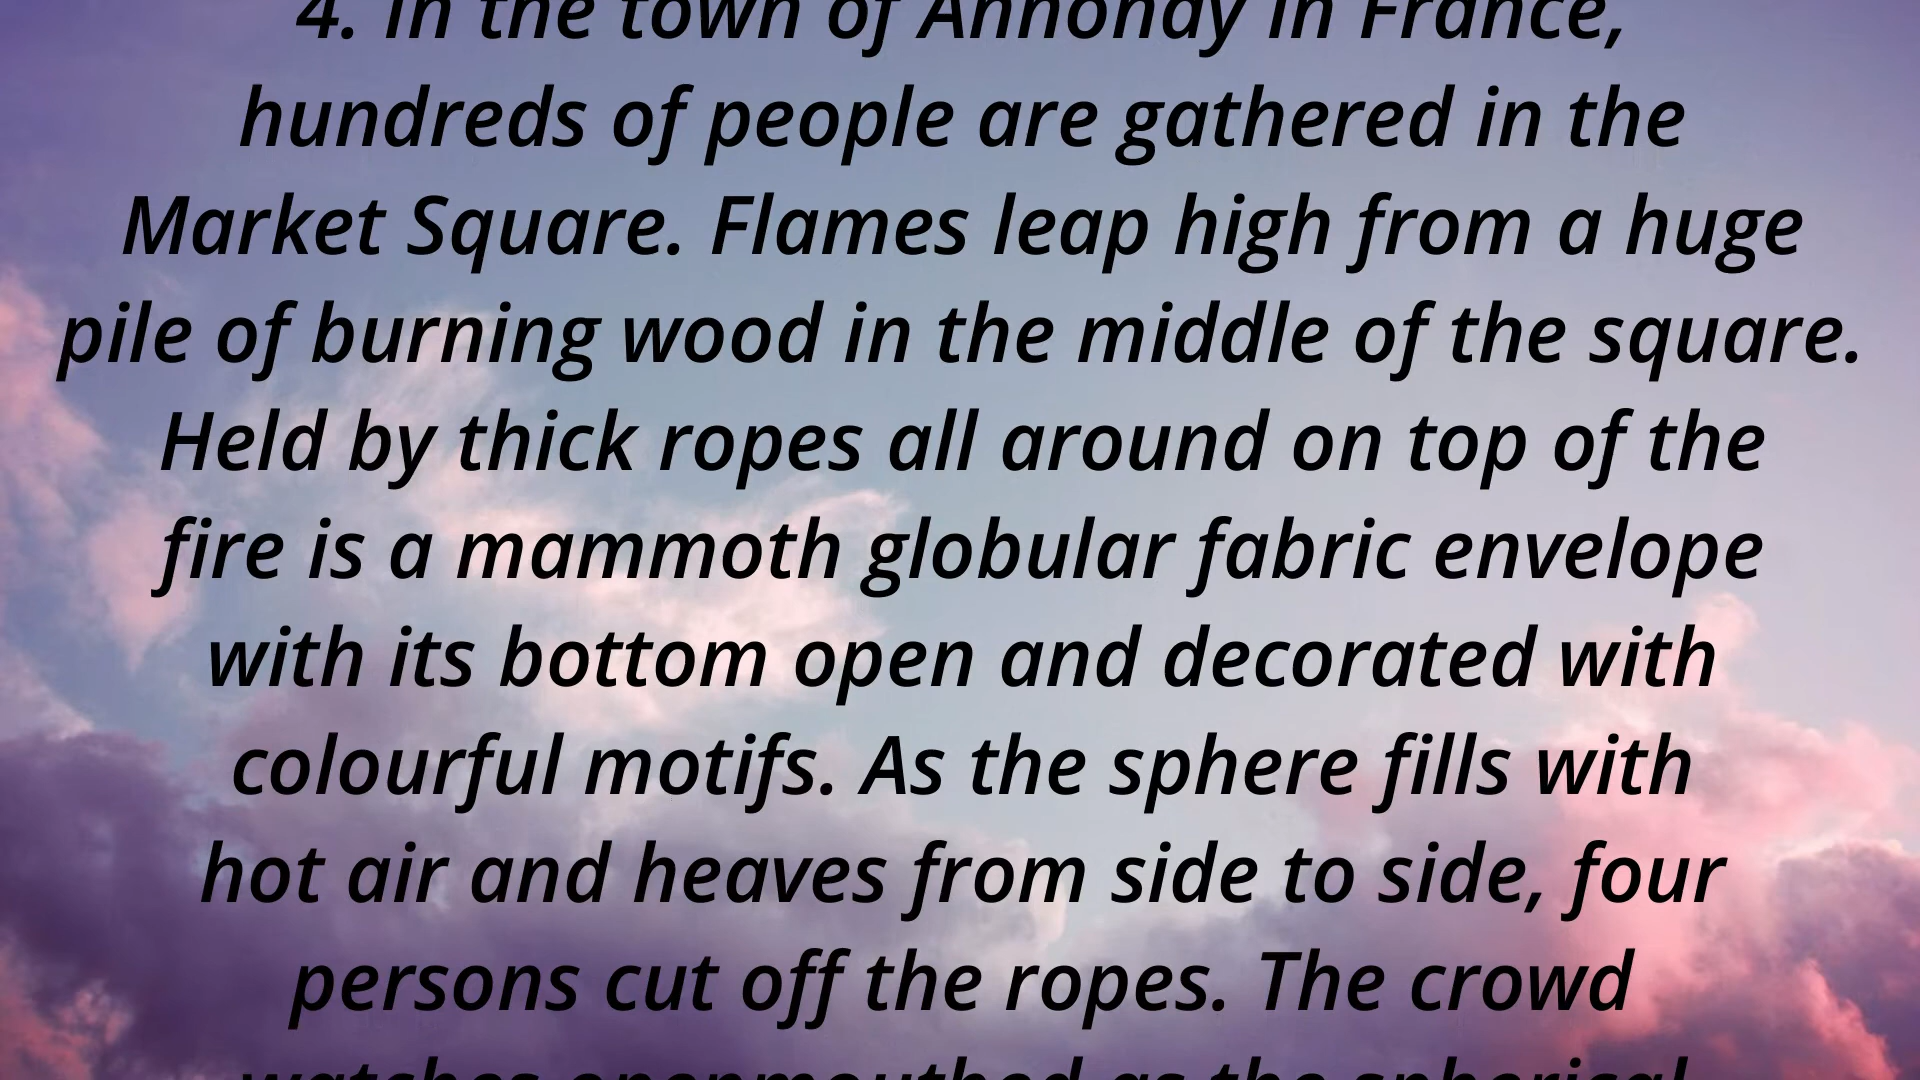 4. In the town of Annonay in France,
hundreds of people are gathered in the
Market Square. Flames leap high from a huge
pile of burning wood in the middle of the square.
Held by thick ropes all around on top of the
fire is a mammoth globular fabric envelope
with its bottom open and decorated with
colourful motifs. As the sphere fills with
hot air and heaves from side to side, four
persons cut off the ropes. The crowd
watches openmouthed as the spherical